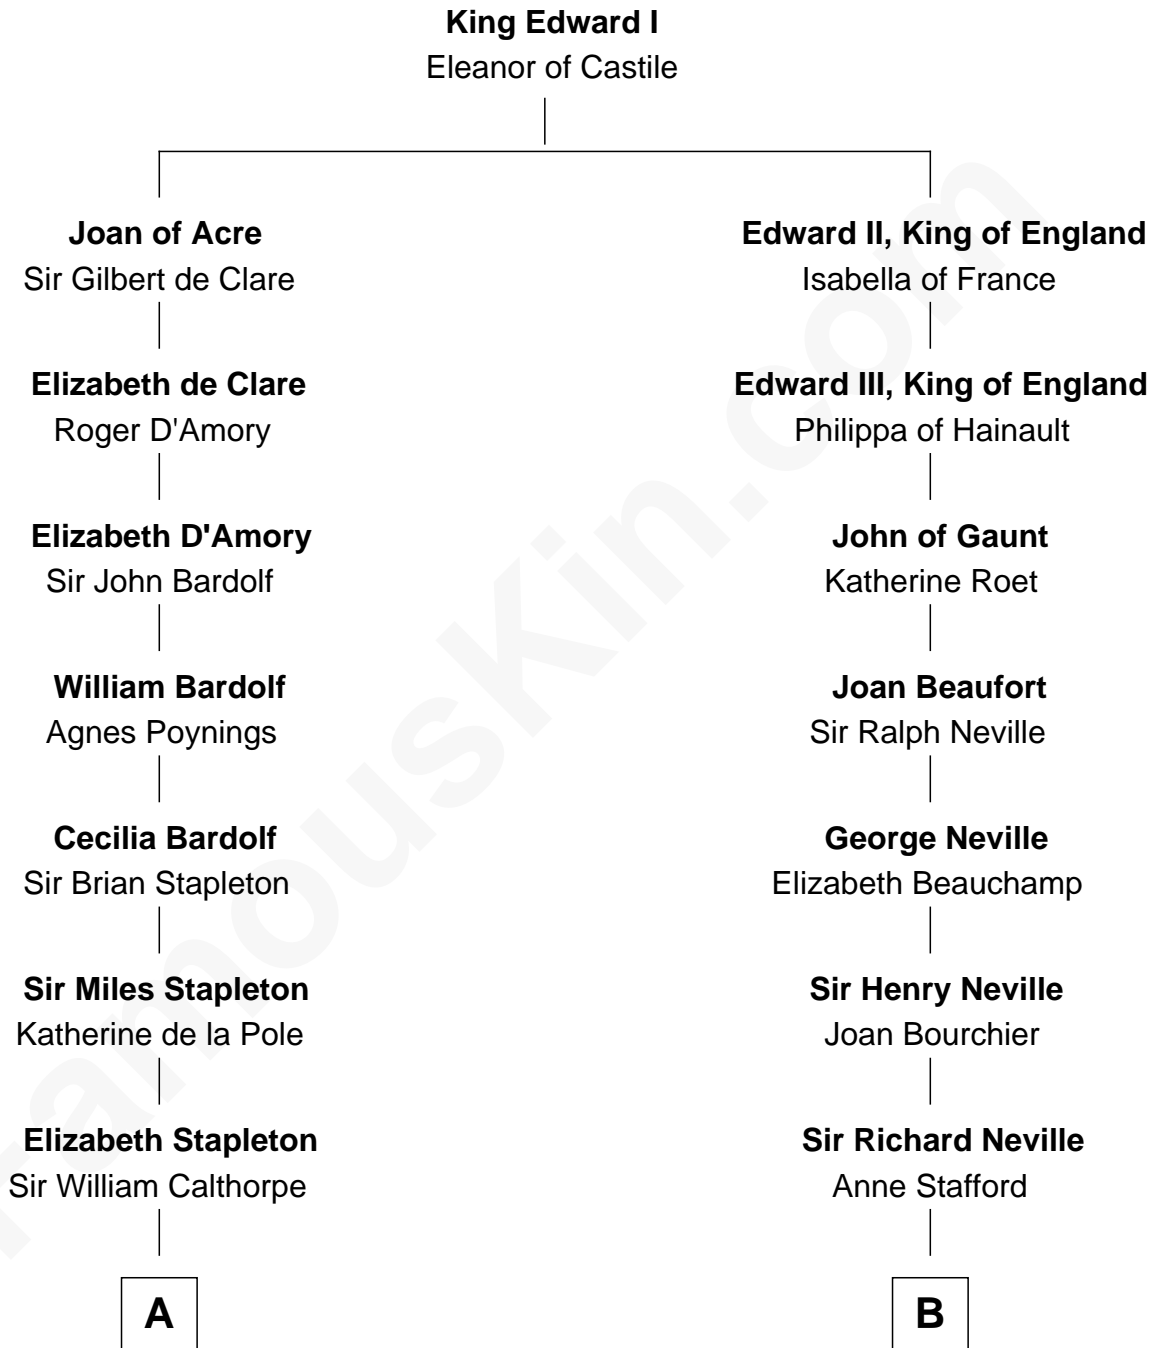 King Edward I
Eleanor of Castile
Joan of Acre
Sir Gilbert de Clare
Elizabeth de Clare
Roger D'Amory
Elizabeth D'Amory
Sir John Bardolf
William Bardolf
Agnes Poynings
Cecilia Bardolf
Sir Brian Stapleton
Sir Miles Stapleton
Katherine de la Pole
Elizabeth Stapleton
Sir William Calthorpe
A
Edward II, King of England
Isabella of France
Edward III, King of England
Philippa of Hainault
John of Gaunt
Katherine Roet
Joan Beaufort
Sir Ralph Neville
George Neville
Elizabeth Beauchamp
Sir Henry Neville
Joan Bourchier
Sir Richard Neville
Anne Stafford
B
FamousKin.com